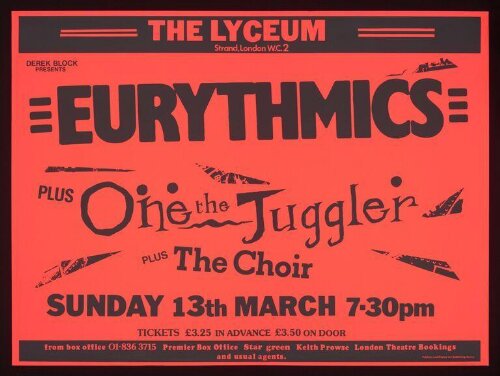 THE LYCEUM
Strand, London W.C.2
DEREK BLOCK
PRESENTS
EURYTHMICS
PLUS One the Juggler
PLUS The Choir
SUNDAY 13th MARCH 7-30pm
TICKETS £3.25 IN ADVANCE £3.50 ON DOOR
from box office 01-836 3715 Premier Box Office Star green Keith Prowse London Theatre Bookings
and usual agents.